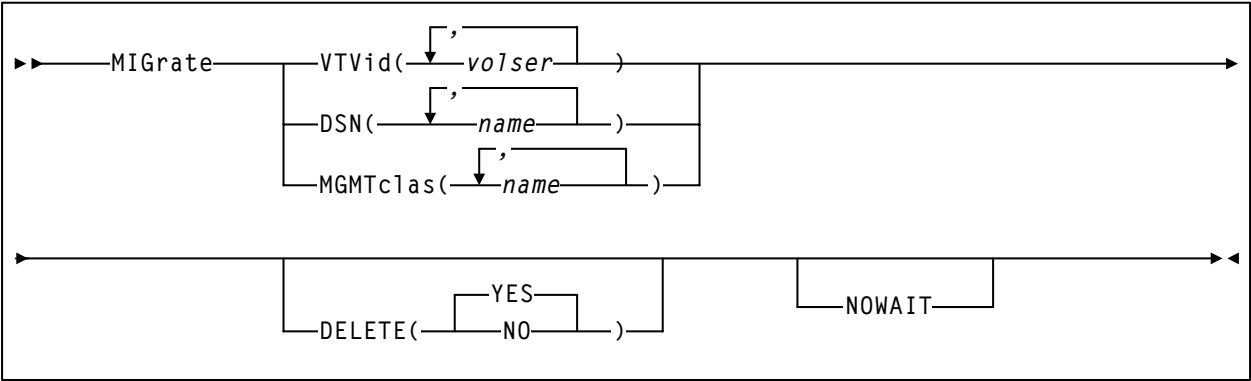 ,
MIGrate VTVid( volser )
,
DSN( name )
,
MGMTclas( name )
YES
DELETE( NO )
NOWAIT